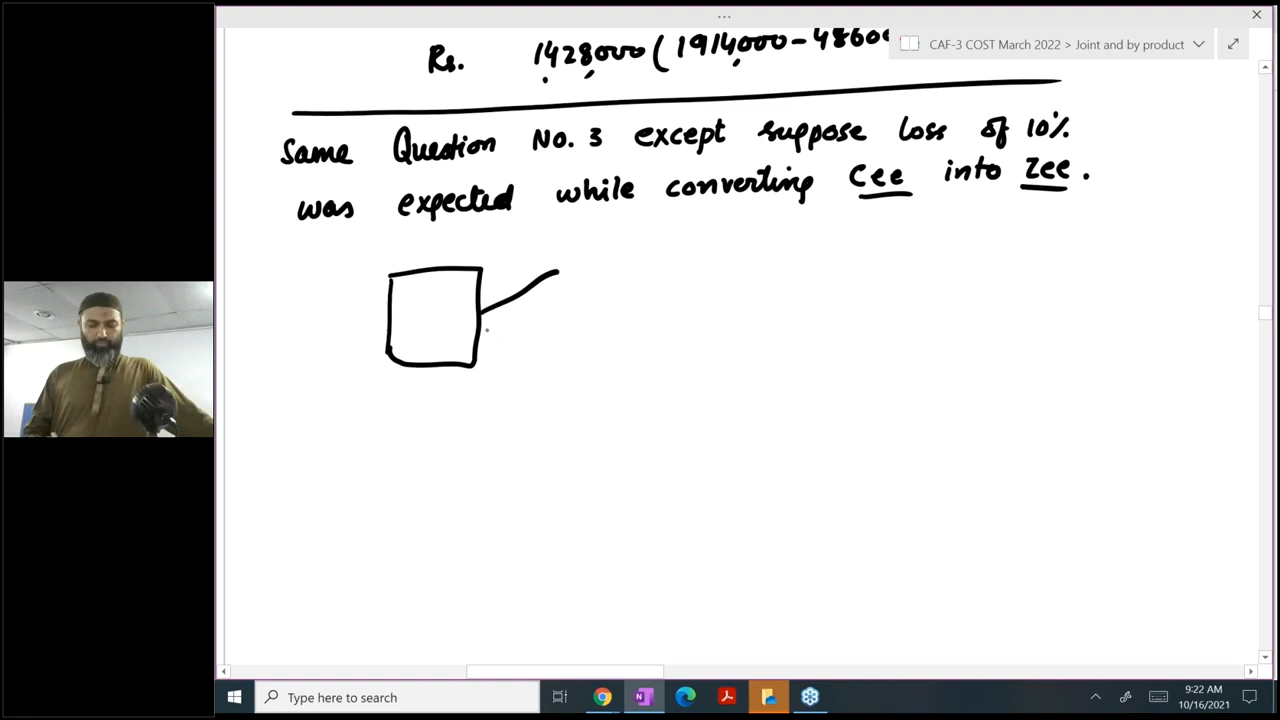 CAF-3 COST March 2022 > Joint and by product
Rs. 1428000 (1914000-48600
Same Question No. 3 except suppose loss of 10%
was expected while converting Cee into Zee.
Type here to search
9:22 AM
10/16/2021